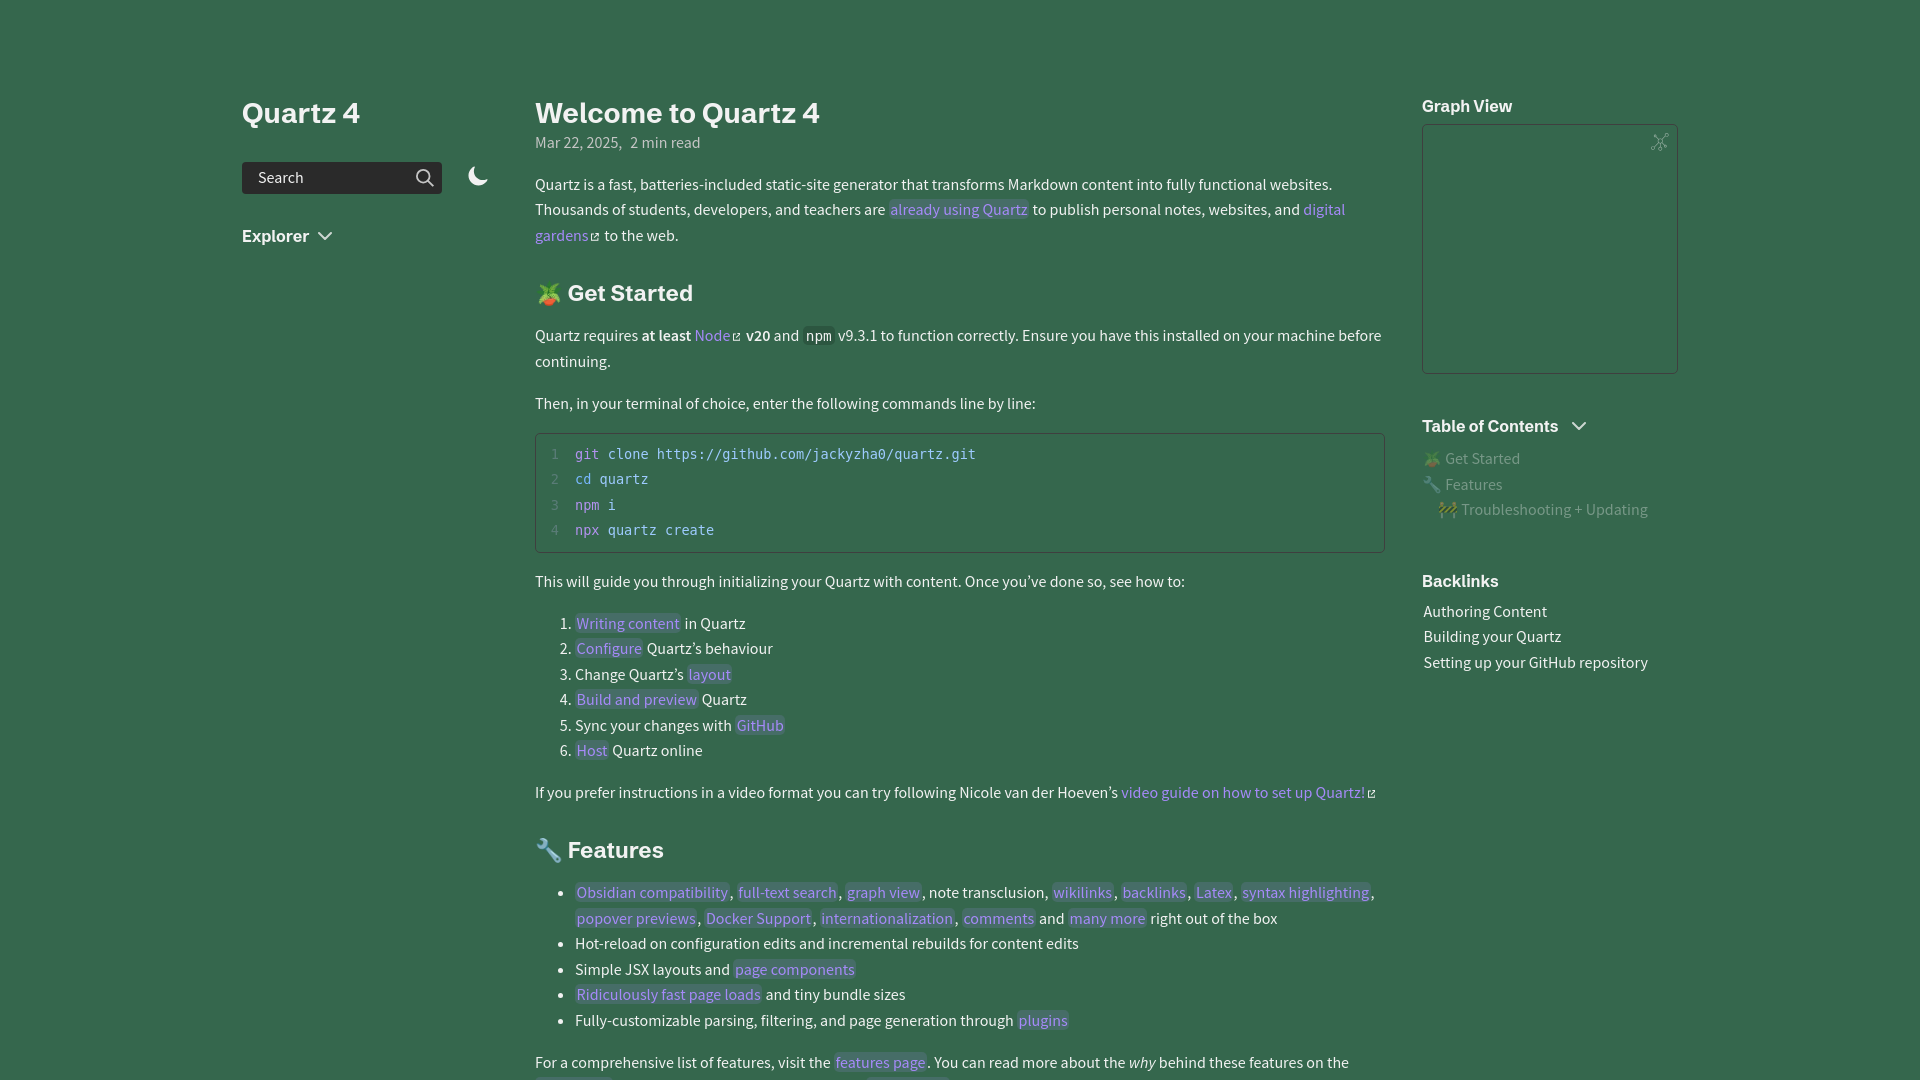 Quartz 4
Search
Explorer
Welcome to Quartz 4
Mar 22, 2025, 2 min read
Quartz is a fast, batteries-included static-site generator that transforms Markdown content into fully functional websites.
Thousands of students, developers, and teachers are already using Quartz to publish personal notes, websites, and digital
gardens to the web.
🪴 Get Started
Quartz requires at least Node v20 and npm v9.3.1 to function correctly. Ensure you have this installed on your machine before
continuing.
Then, in your terminal of choice, enter the following commands line by line:
1 git clone https://github.com/jackyzha0/quartz.git
2 cd quartz
3 npm i
4 npx quartz create
This will guide you through initializing your Quartz with content. Once you’ve done so, see how to:
1. Writing content in Quartz
2. Configure Quartz’s behaviour
3. Change Quartz’s layout
4. Build and preview Quartz
5. Sync your changes with GitHub
6. Host Quartz online
If you prefer instructions in a video format you can try following Nicole van der Hoeven’s video guide on how to set up Quartz!
🔧 Features
• Obsidian compatibility, full-text search, graph view, note transclusion, wikilinks, backlinks, Latex, syntax highlighting,
popover previews, Docker Support, internationalization, comments and many more right out of the box
• Hot-reload on configuration edits and incremental rebuilds for content edits
• Simple JSX layouts and page components
• Ridiculously fast page loads and tiny bundle sizes
• Fully-customizable parsing, filtering, and page generation through plugins
For a comprehensive list of features, visit the features page. You can read more about the why behind these features on the
Graph View
Table of Contents
🪴 Get Started
🔧 Features
🚧 Troubleshooting + Updating
Backlinks
Authoring Content
Building your Quartz
Setting up your GitHub repository